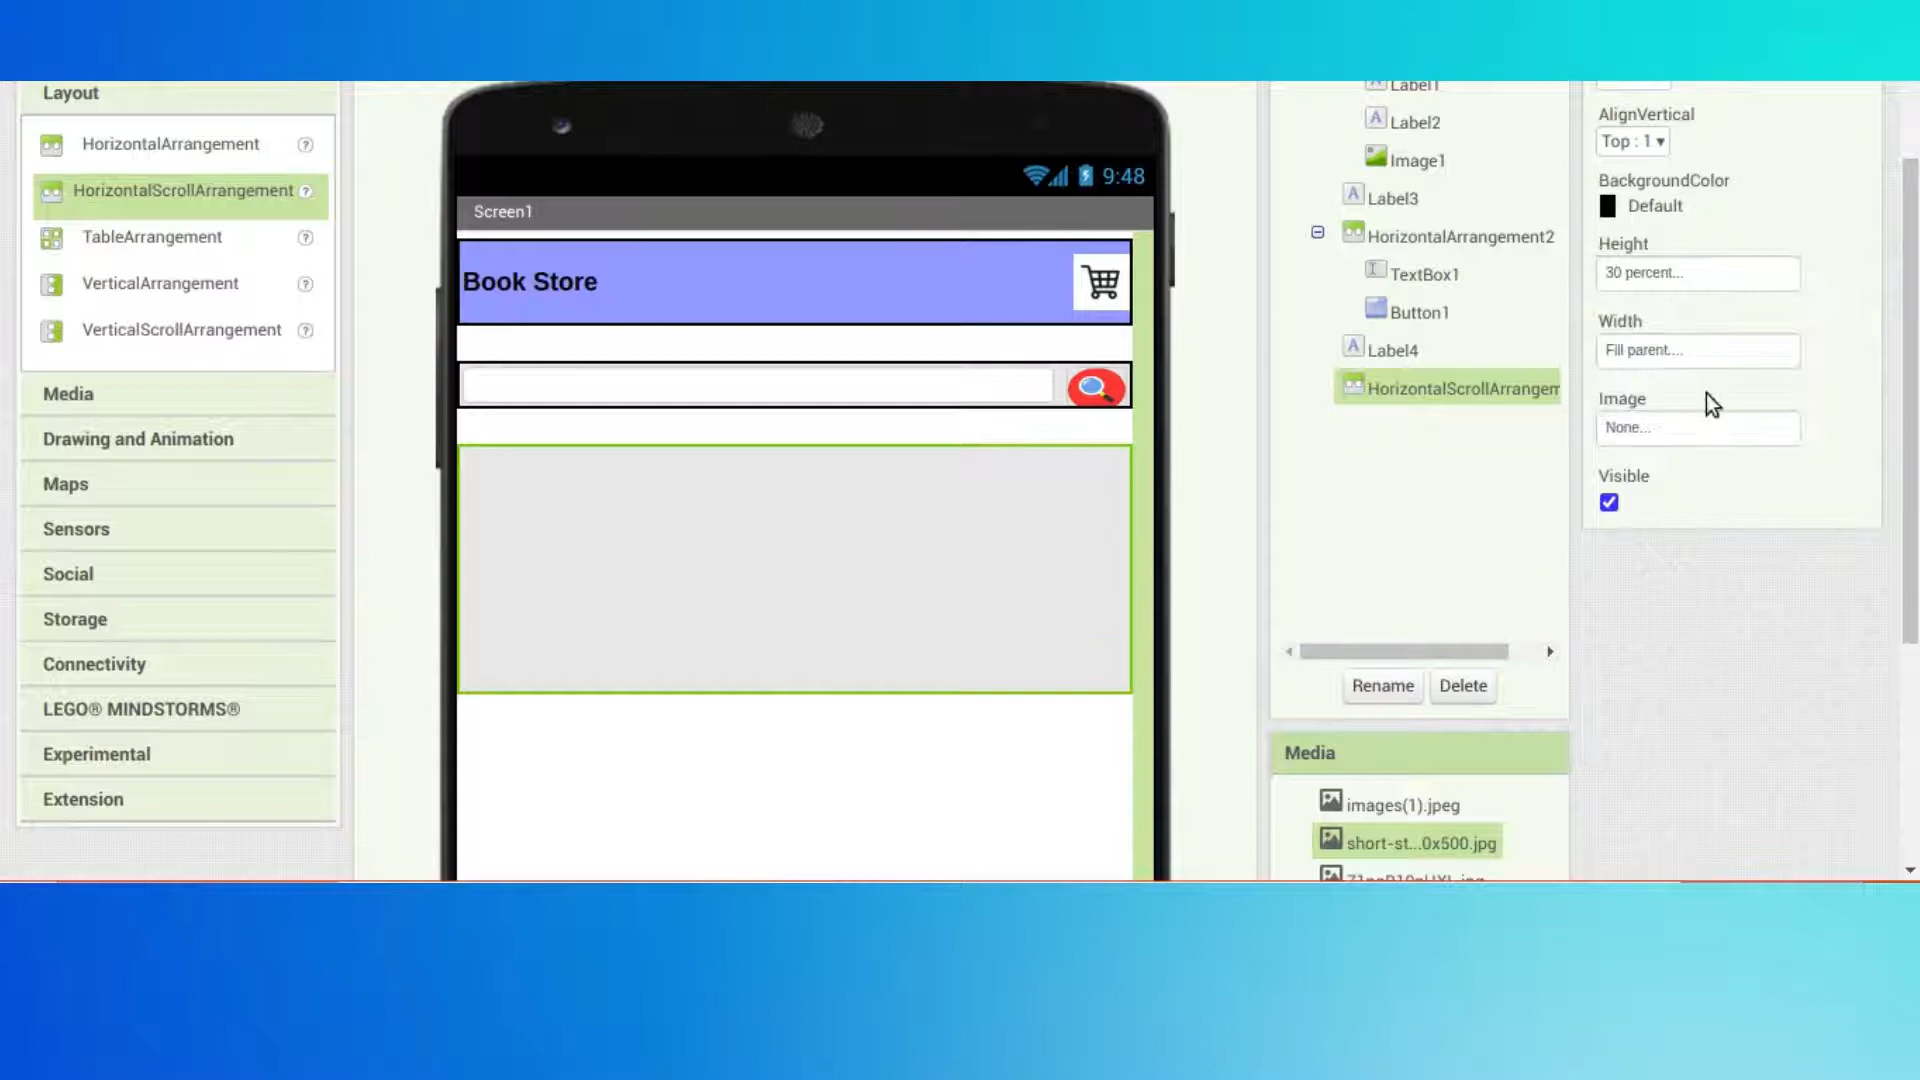 Layout
HorizontalArrangement
?
HorizontalScrollArrangement
?
TableArrangement
?
VerticalArrangement
?
VerticalScrollArrangement
?
Media
Drawing and Animation
Maps
Sensors
Social
Storage
Connectivity
LEGO® MINDSTORMS®
Experimental
Extension
9:48
Screen1
Book Store
Label1
A Label2
Image1
A Label3
HorizontalArrangement2
TextBox1
Button1
A Label4
HorizontalScrollArrangem
Rename
Delete
Media
images(1).jpeg
short-st...0x500.jpg
AlignVertical
Top : 1 ▾
BackgroundColor
Default
Height
30 percent...
Width
Fill parent....
Image
None...
Visible